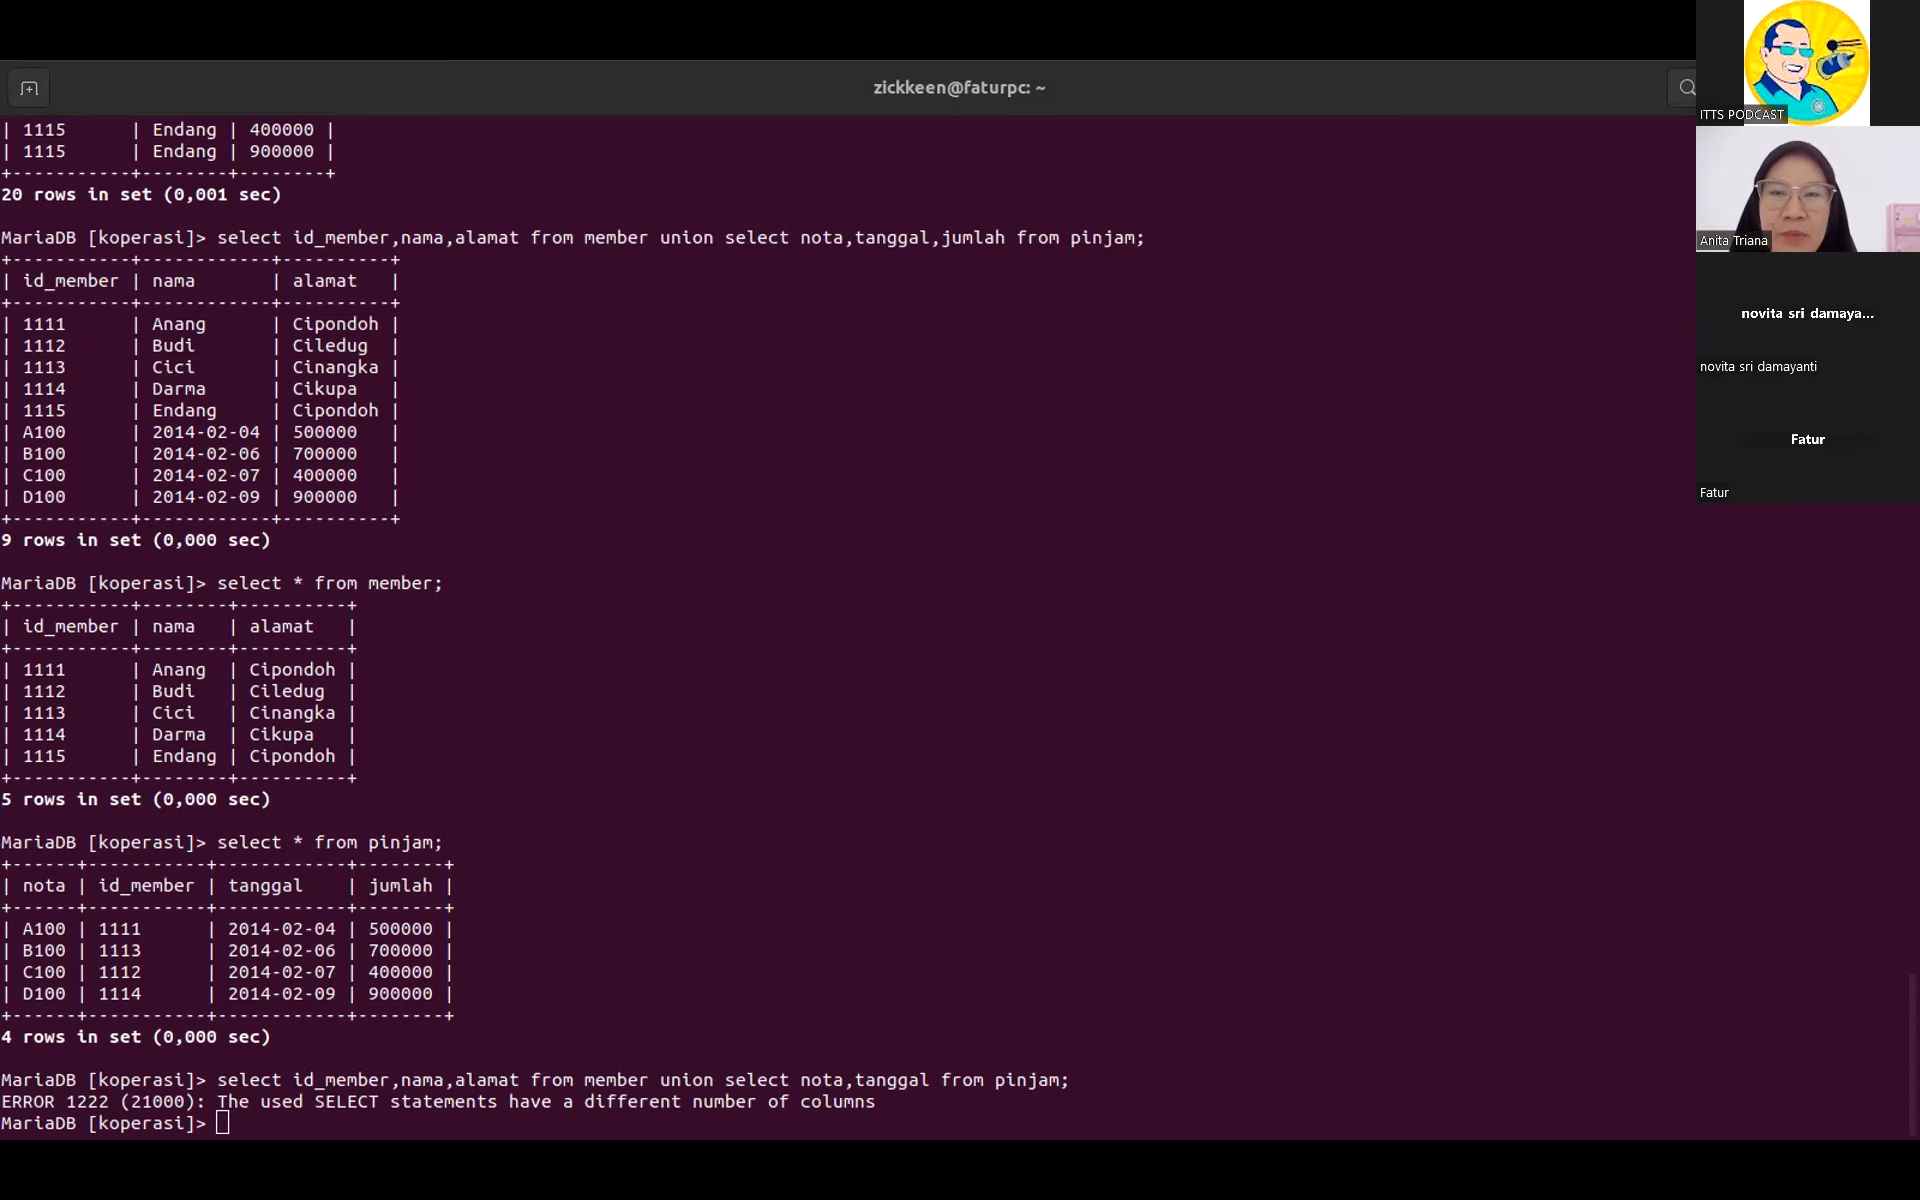 zickkeen@faturpc: ~
| 1115      | Endang | 400000 |
| 1115      | Endang | 900000 |
+-----------+--------+--------+
20 rows in set (0,001 sec)
MariaDB [koperasi]> select id_member,nama,alamat from member union select nota,tanggal,jumlah from pinjam;
+-----------+------------+----------+
| id_member | nama       | alamat   |
+-----------+------------+----------+
| 1111      | Anang      | Cipondoh |
| 1112      | Budi       | Ciledug  |
| 1113      | Cici       | Cinangka |
| 1114      | Darma      | Cikupa   |
| 1115      | Endang     | Cipondoh |
| A100      | 2014-02-04 | 500000   |
| B100      | 2014-02-06 | 700000   |
| C100      | 2014-02-07 | 400000   |
| D100      | 2014-02-09 | 900000   |
+-----------+------------+----------+
9 rows in set (0,000 sec)
MariaDB [koperasi]> select * from member;
+-----------+--------+----------+
| id_member | nama   | alamat   |
+-----------+--------+----------+
| 1111      | Anang  | Cipondoh |
| 1112      | Budi   | Ciledug  |
| 1113      | Cici   | Cinangka |
| 1114      | Darma  | Cikupa   |
| 1115      | Endang | Cipondoh |
+-----------+--------+----------+
5 rows in set (0,000 sec)
MariaDB [koperasi]> select * from pinjam;
+------+-----------+------------+--------+
| nota | id_member | tanggal    | jumlah |
+------+-----------+------------+--------+
| A100 | 1111      | 2014-02-04 | 500000 |
| B100 | 1113      | 2014-02-06 | 700000 |
| C100 | 1112      | 2014-02-07 | 400000 |
| D100 | 1114      | 2014-02-09 | 900000 |
+------+-----------+------------+--------+
4 rows in set (0,000 sec)
MariaDB [koperasi]> select id_member,nama,alamat from member union select nota,tanggal from pinjam;
ERROR 1222 (21000): The used SELECT statements have a different number of columns
MariaDB [koperasi]>
ITTS PODCAST
Anita Triana
novita sri damaya...
novita sri damayanti
Fatur
Fatur